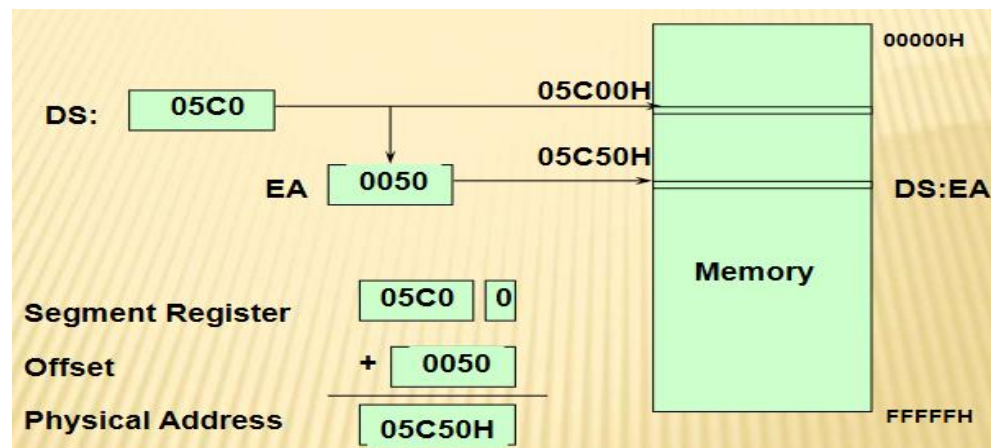 00000H
DS: 05C0 05C00H
05C50H
EA 0050 DS:EA
Memory
Segment Register 05C0 0
Offset + 0050
Physical Address 05C50H
FFFFFH